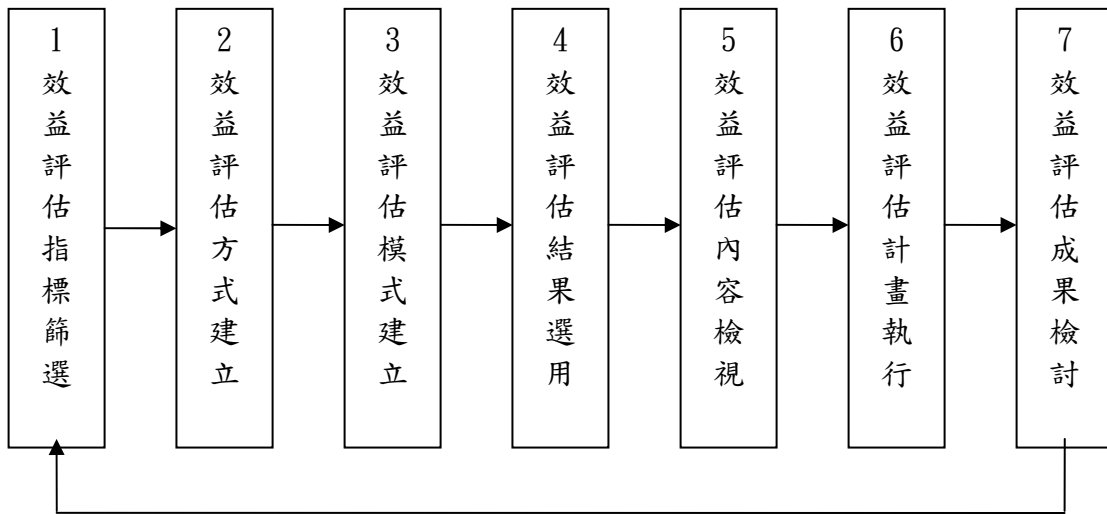 1效益評估指標篩選
2效益評估方式建立
3效益評估模式建立
4效益評估結果選用
5效益評估內容檢視
6效益評估計畫執行
7效益評估成果檢討